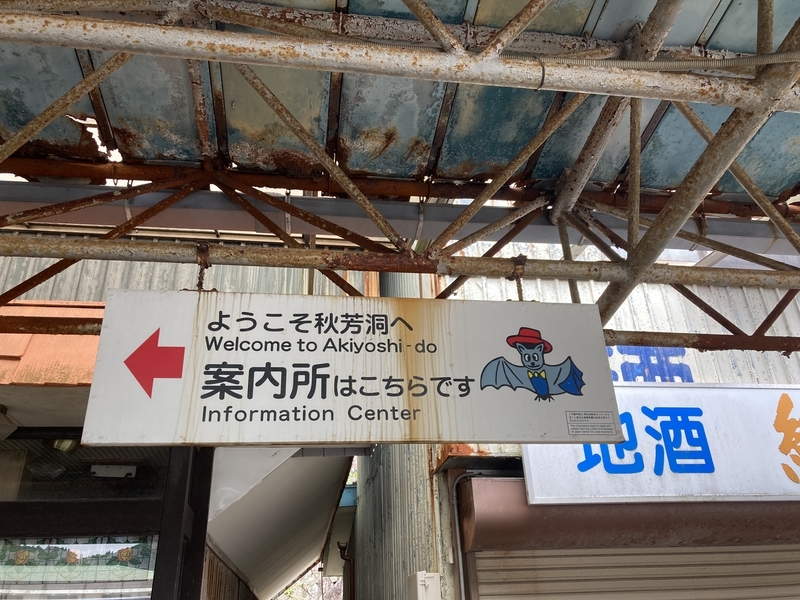 ようこそ秋芳洞へ
Welcome to Akiyoshi-do
案内所はこちらです
Information Center
地酒